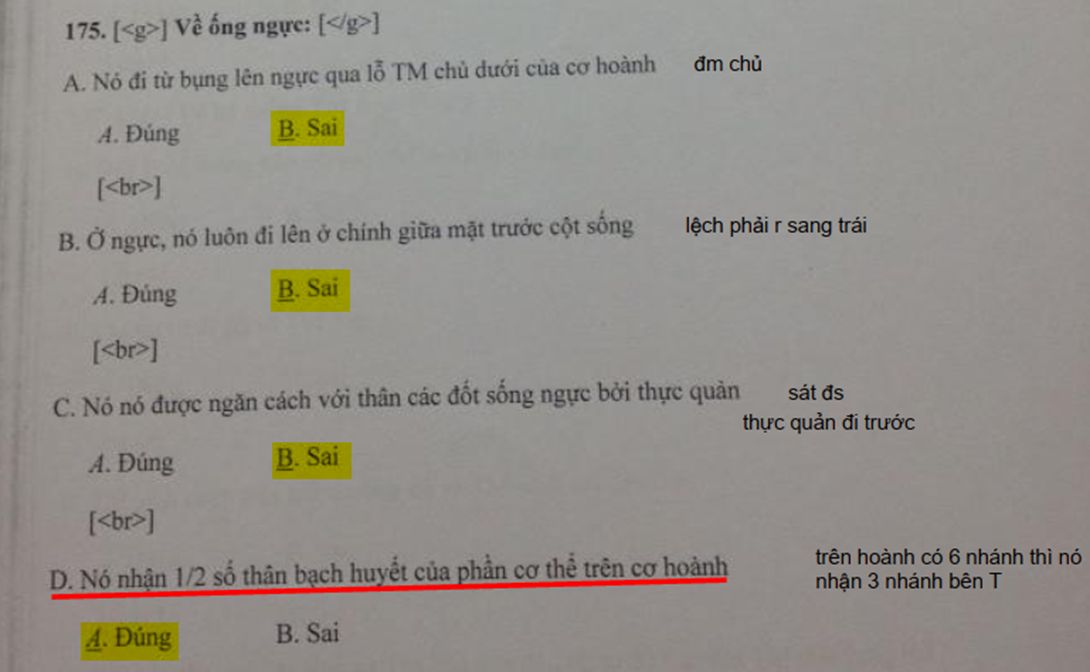 175. [<g>] Về ống ngực: [</g>]
A. Nó đi từ bụng lên ngực qua lỗ TM chủ dưới của cơ hoành đm chủ
A. Đúng B. Sai
[<br>]
B. Ở ngực, nó luôn đi lên ở chính giữa mặt trước cột sống lệch phải r sang trái
A. Đúng B. Sai
[<br>]
C. Nó nó được ngăn cách với thân các đốt sống ngực bởi thực quản sát đs
thực quản đi trước
A. Đúng B. Sai
[<br>]
D. Nó nhận 1/2 số thân bạch huyết của phần cơ thể trên cơ hoành trên hoành có 6 nhánh thì nó
nhận 3 nhánh bên T
A. Đúng B. Sai